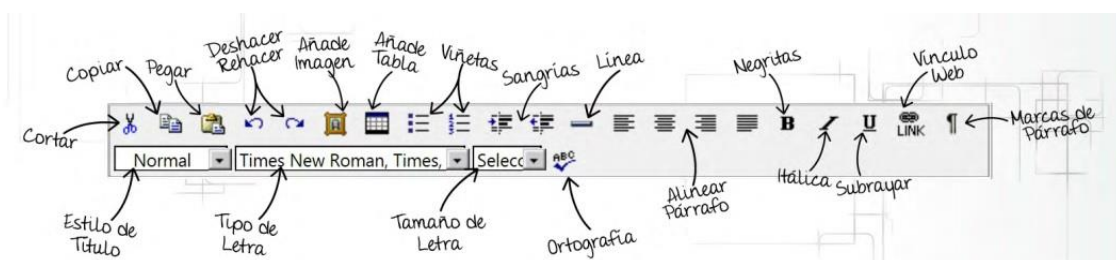 Copiar
Pegar
Deshacer
Rehacer
Añade
Imagen
Añade
Tabla
Viñetas
Sangrías
Línea
Negritas
Vínculo
Web
Cortar
B
U
LINK
¶
Marcas de
Párrafo
Normal
Times New Roman, Times,
Selecc
ABC
Estilo de
Título
Tipo de
Letra
Tamaño de
Letra
Ortografía
Alinear
Párrafo
Itálica
Subrayar